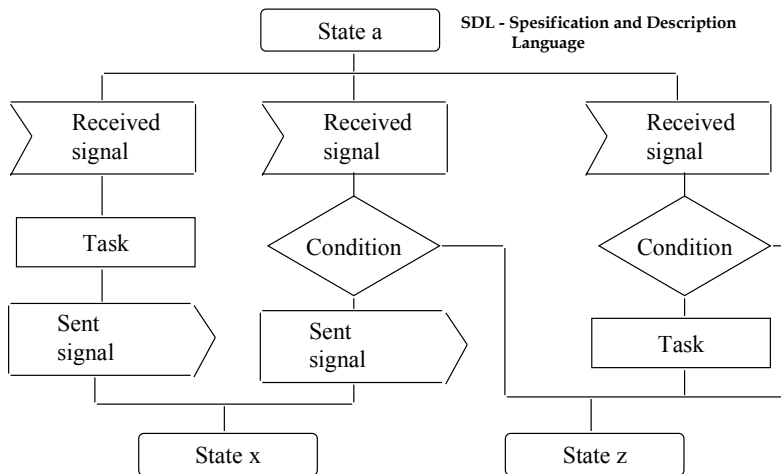 State a
SDL - Spesification and Description
Language
Received
signal
Received
signal
Received
signal
Task
Condition
Condition
Sent
signal
Sent
signal
Task
State x
State z